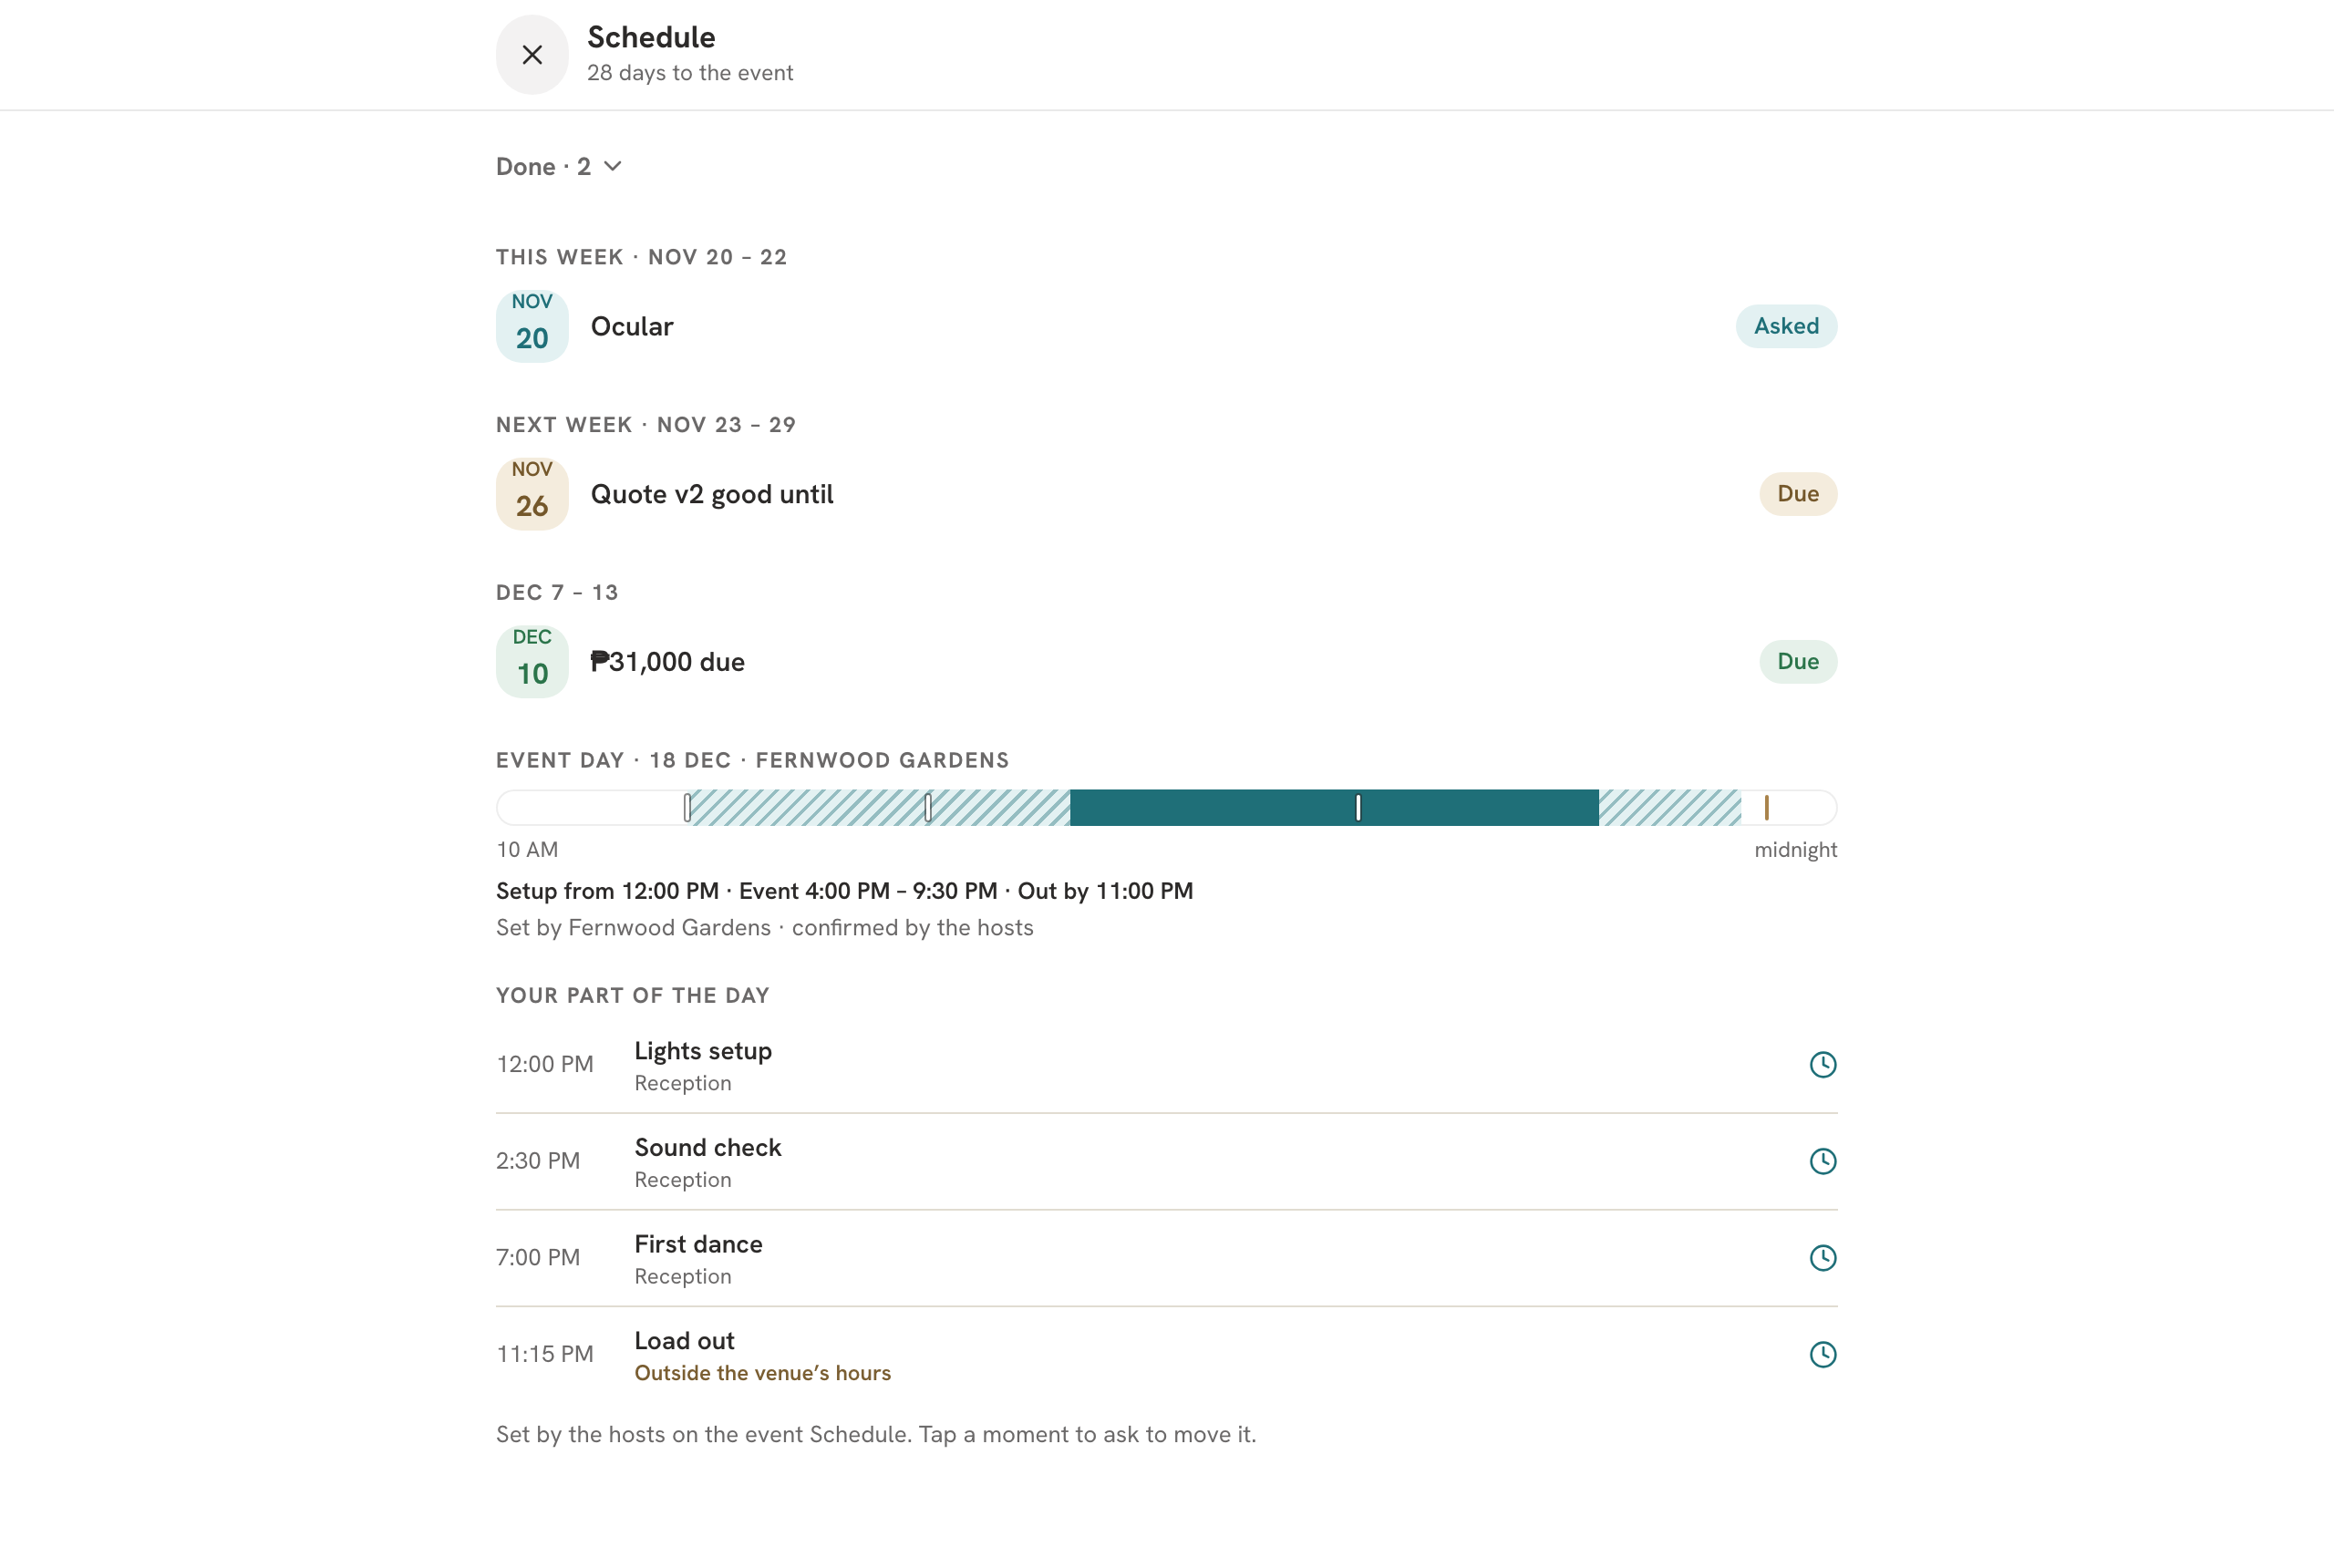 Schedule
28 days to the event
Done · 2
THIS WEEK · NOV 20 – 22
NOV
20
Ocular
Asked
NEXT WEEK · NOV 23 – 29
NOV
26
Quote v2 good until
Due
DEC 7 – 13
DEC
10
₱31,000 due
Due
EVENT DAY · 18 DEC · FERNWOOD GARDENS
10 AM
midnight
Setup from 12:00 PM · Event 4:00 PM – 9:30 PM · Out by 11:00 PM
Set by Fernwood Gardens · confirmed by the hosts
YOUR PART OF THE DAY
12:00 PM
Lights setup
Reception
2:30 PM
Sound check
Reception
7:00 PM
First dance
Reception
11:15 PM
Load out
Outside the venue’s hours
Set by the hosts on the event Schedule. Tap a moment to ask to move it.